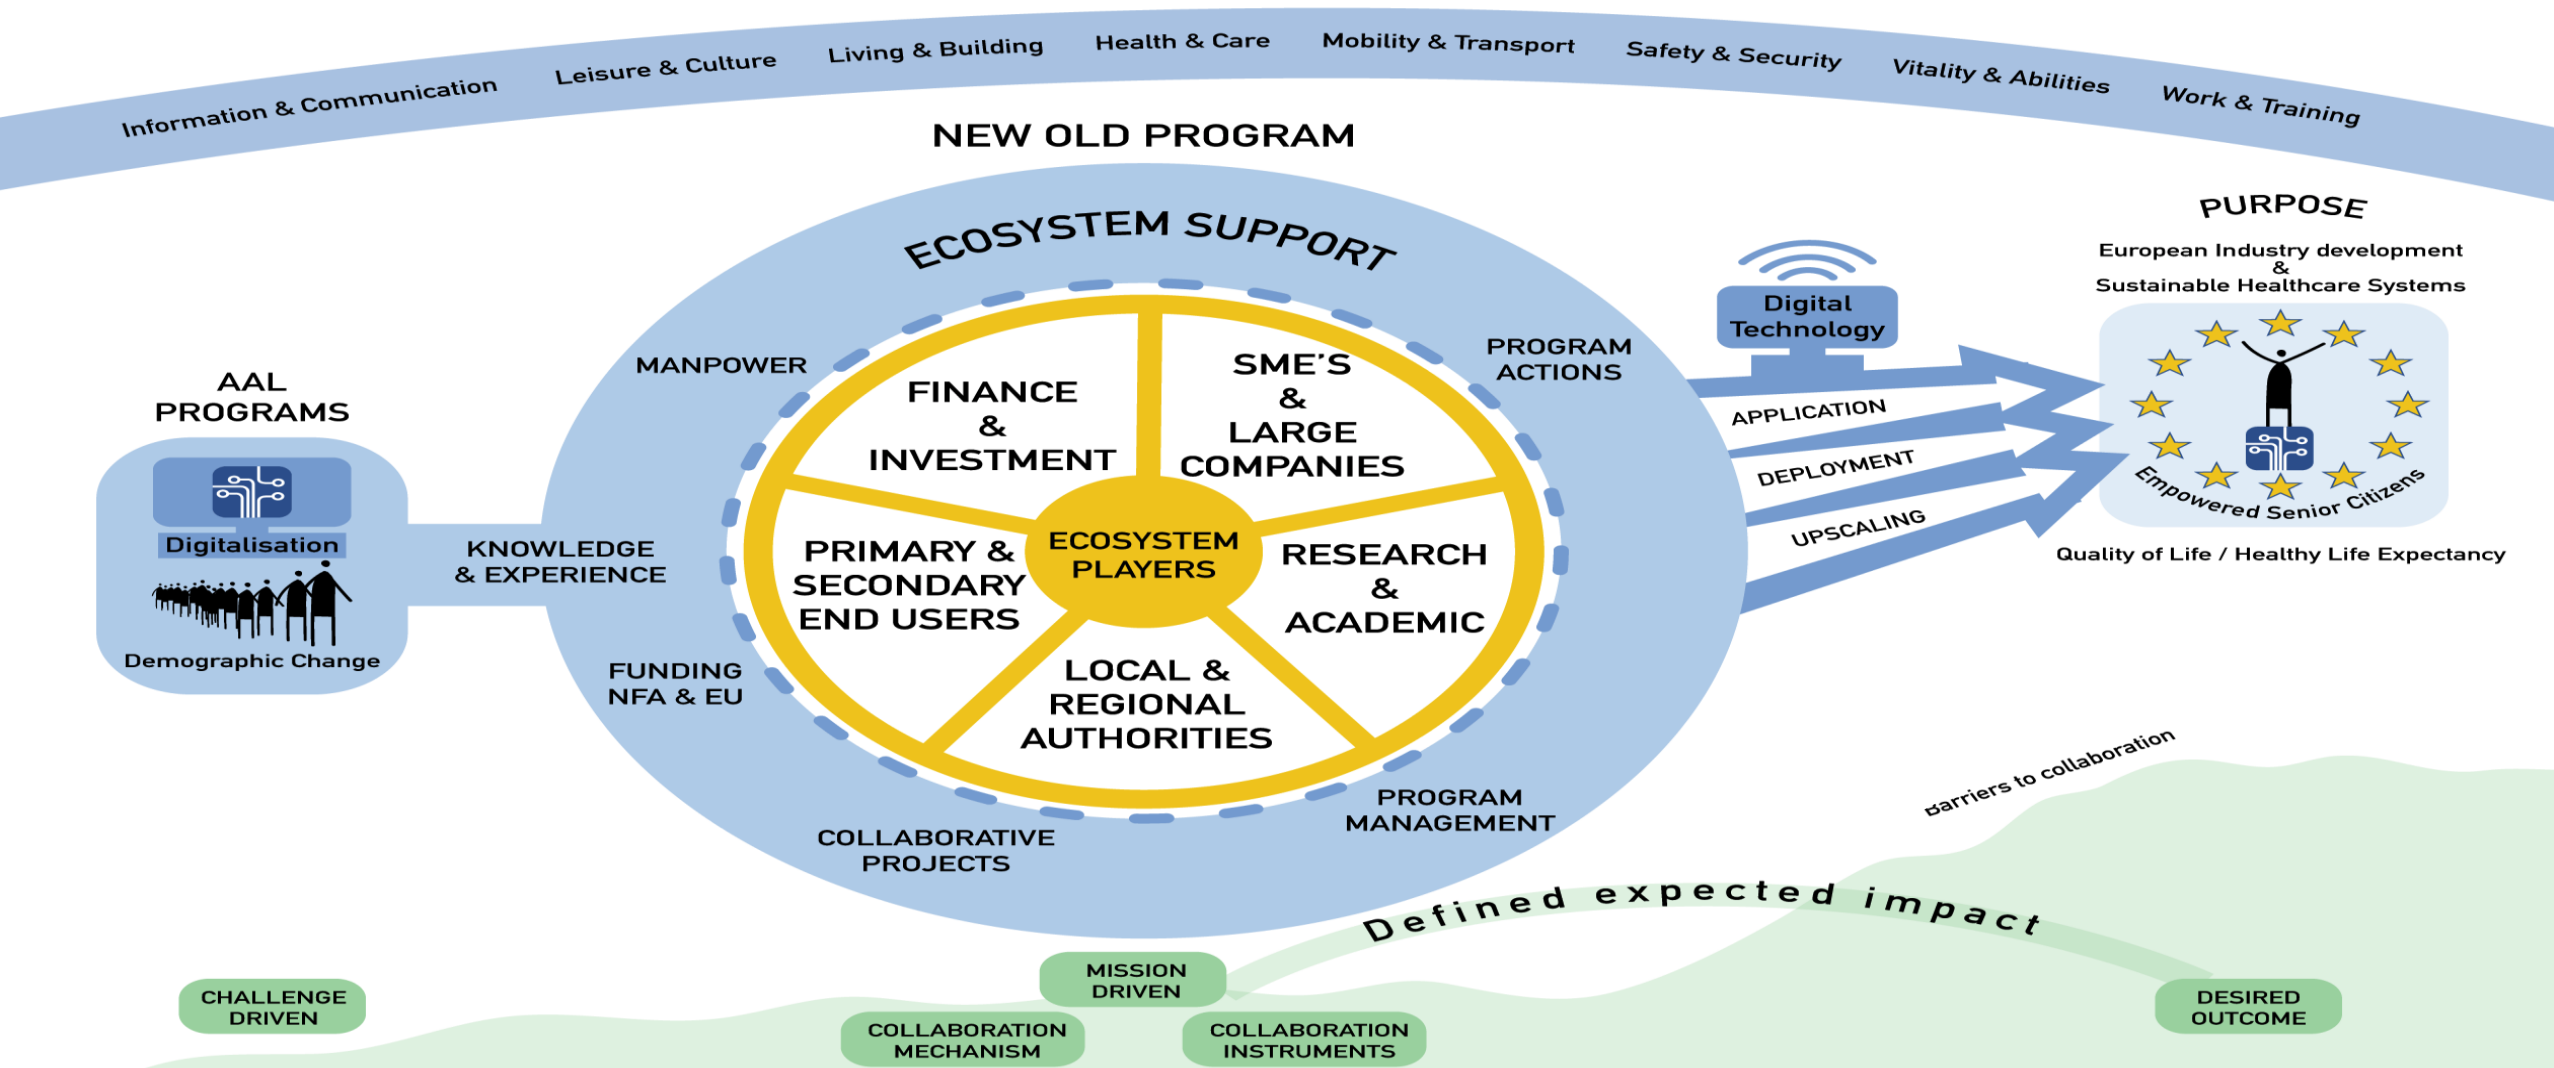 Information & Communication
Leisure & Culture
Living & Building
Health & Care
Mobility & Transport
Safety & Security
Vitality & Abilities
Work & Training
NEW OLD PROGRAM
ECOSYSTEM SUPPORT
AAL
PROGRAMS
Digitalisation
Demographic Change
KNOWLEDGE
& EXPERIENCE
MANPOWER
FUNDING
NFA & EU
COLLABORATIVE
PROJECTS
PROGRAM
MANAGEMENT
PROGRAM
ACTIONS
FINANCE
&
INVESTMENT
SME'S
&
LARGE
COMPANIES
PRIMARY &
SECONDARY
END USERS
ECOSYSTEM
PLAYERS
RESEARCH
&
ACADEMIC
LOCAL &
REGIONAL
AUTHORITIES
Digital
Technology
APPLICATION
DEPLOYMENT
UPSCALING
PURPOSE
European Industry development
&
Sustainable Healthcare Systems
Empowered Senior Citizens
Quality of Life / Healthy Life Expectancy
Barriers to collaboration
Defined expected impact
CHALLENGE
DRIVEN
MISSION
DRIVEN
COLLABORATION
MECHANISM
COLLABORATION
INSTRUMENTS
DESIRED
OUTCOME